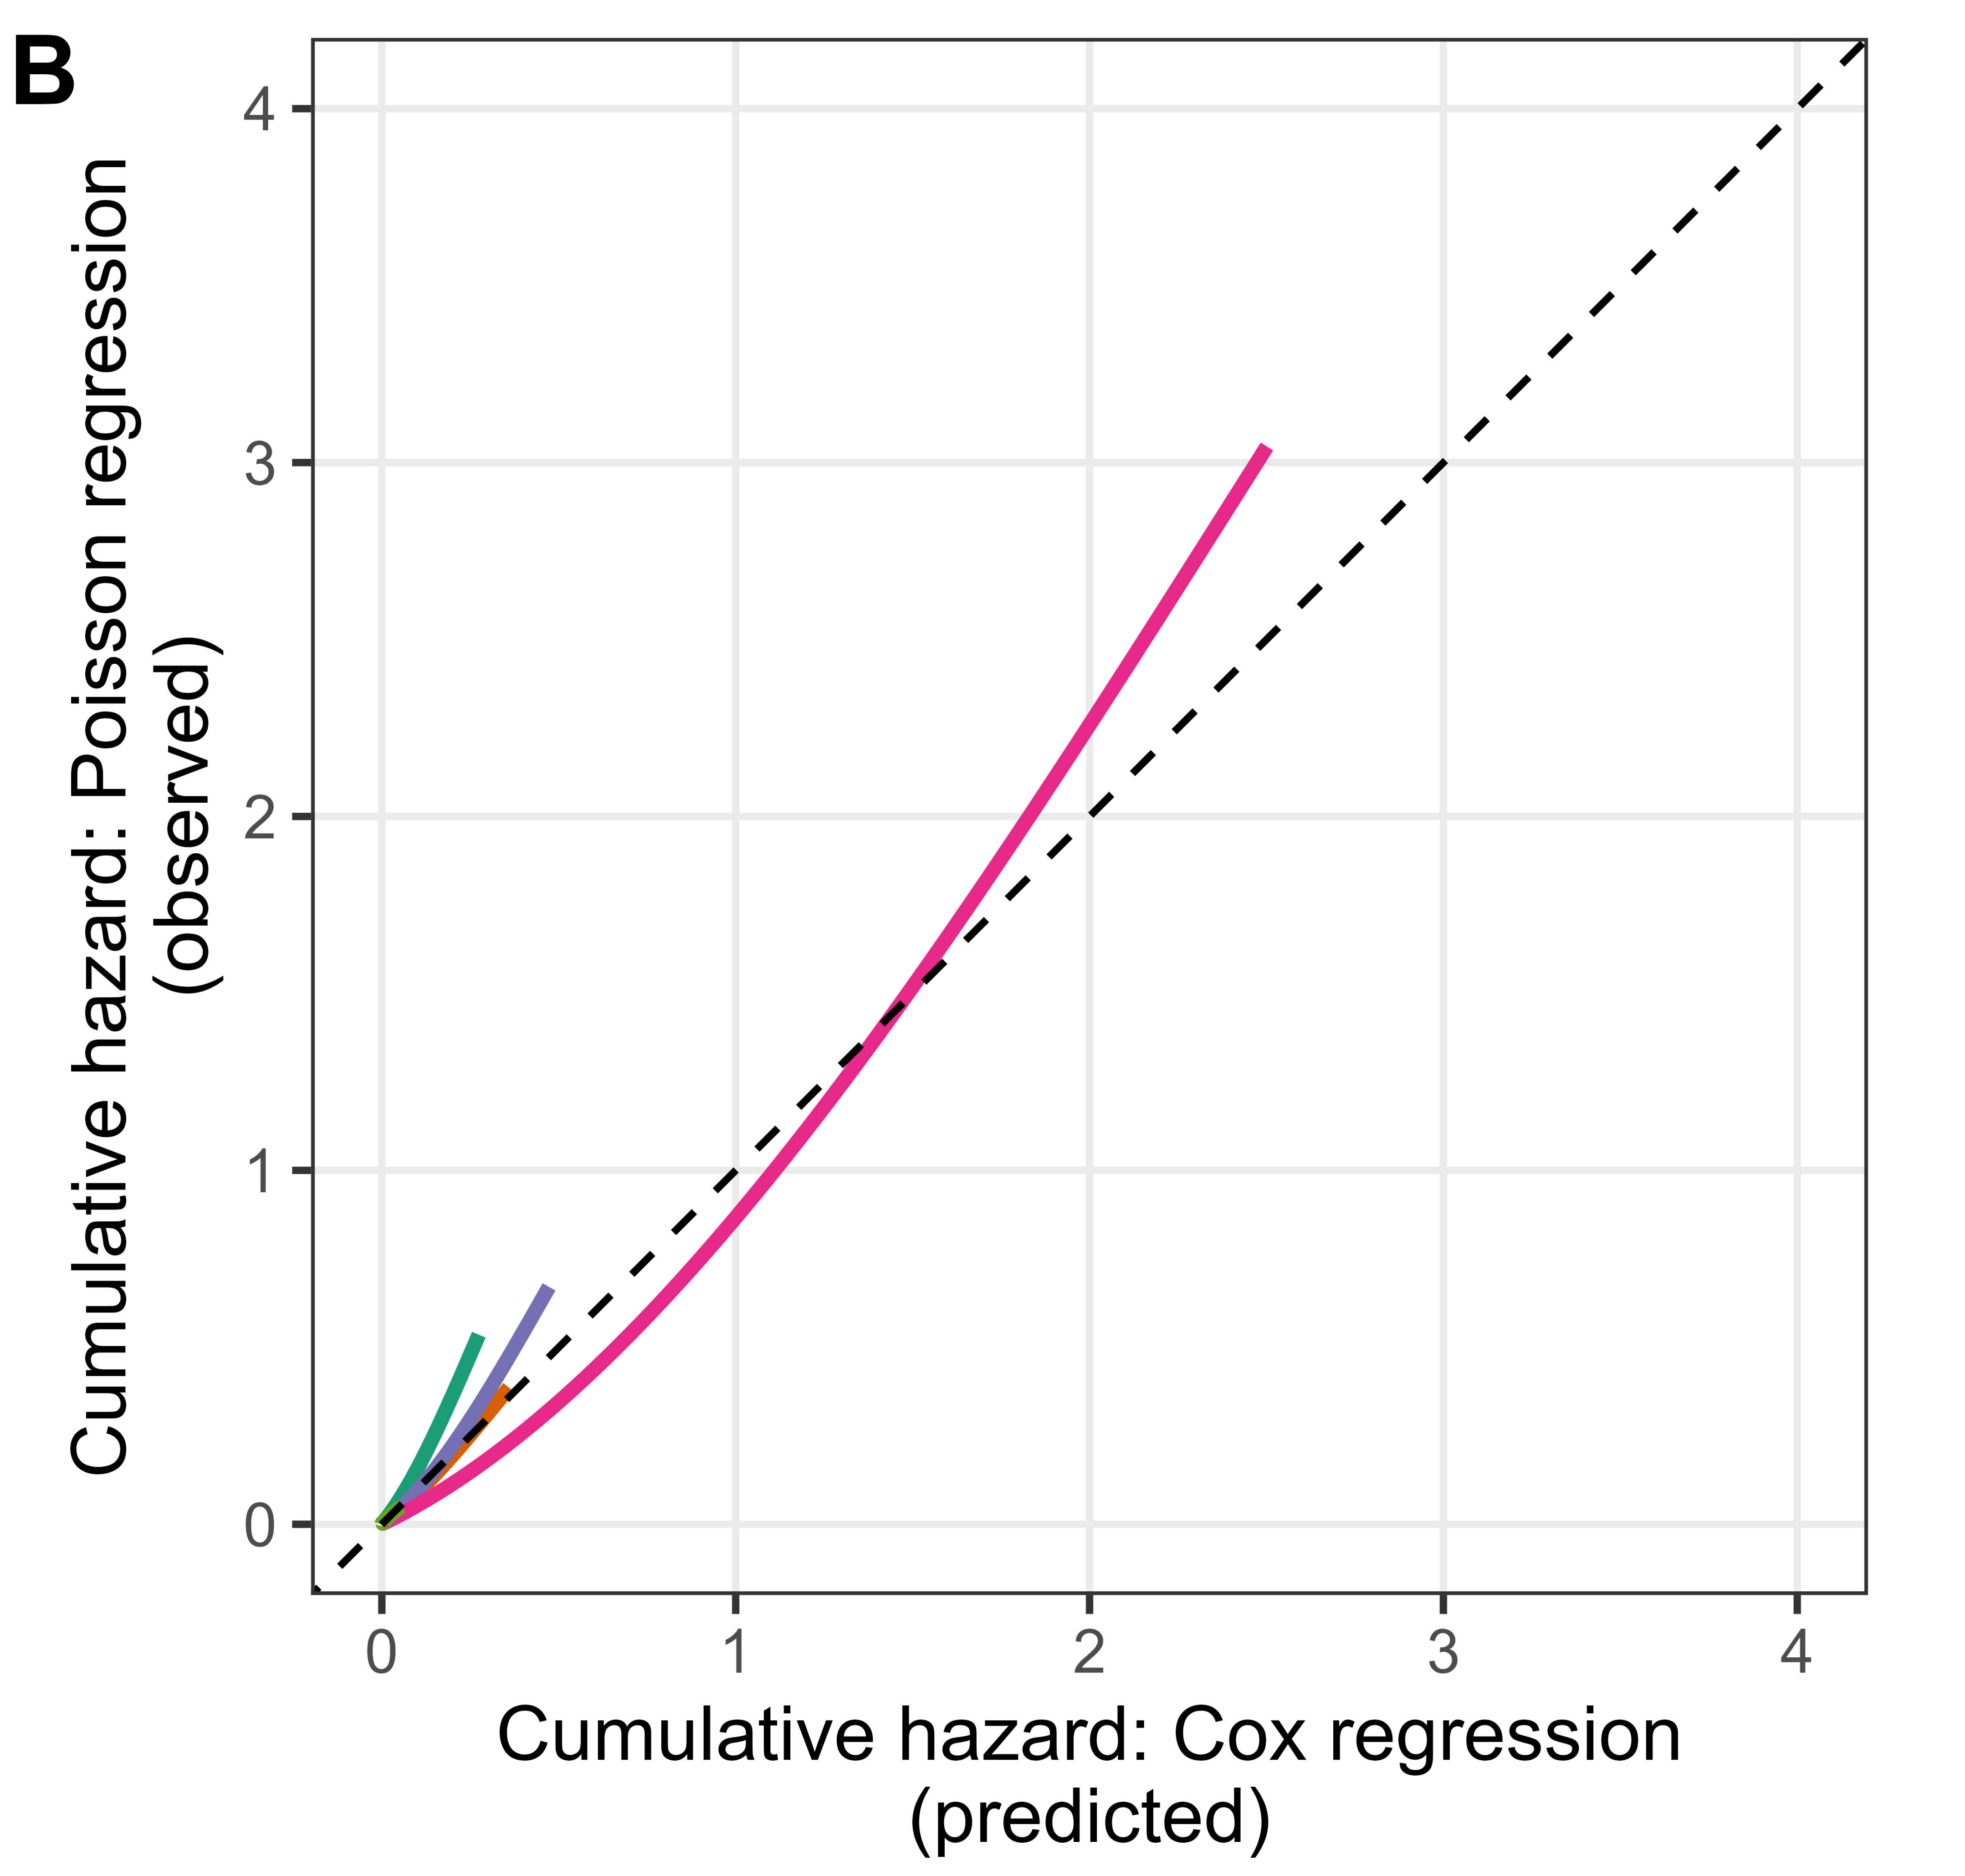 B
Cumulative hazard: Poisson regression
(observed)
4
3
2
1
0
0 1 2 3 4
Cumulative hazard: Cox regression
(predicted)